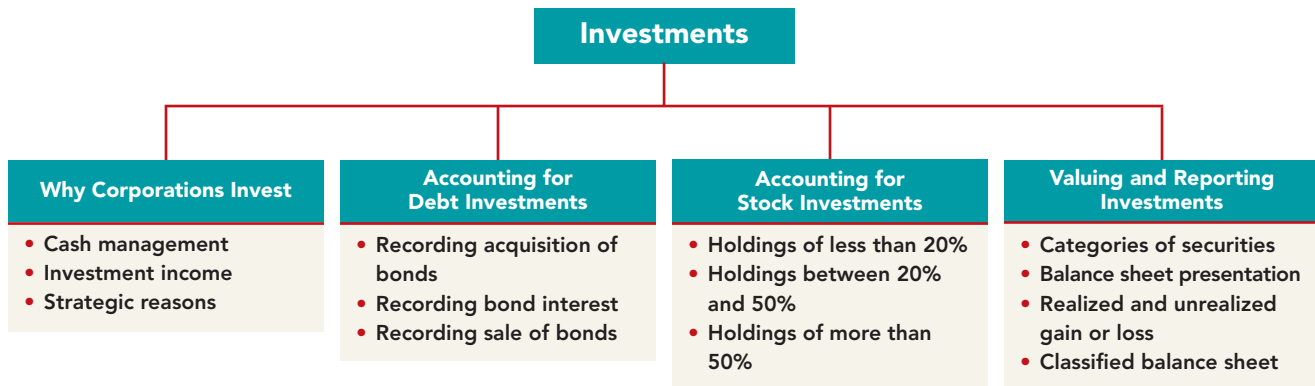 Investments
Why Corporations Invest
• Cash management
• Investment income
• Strategic reasons
Accounting for
Debt Investments
• Recording acquisition of
bonds
• Recording bond interest
• Recording sale of bonds
Accounting for
Stock Investments
• Holdings of less than 20%
• Holdings between 20%
and 50%
• Holdings of more than
50%
Valuing and Reporting
Investments
• Categories of securities
• Balance sheet presentation
• Realized and unrealized
gain or loss
• Classified balance sheet